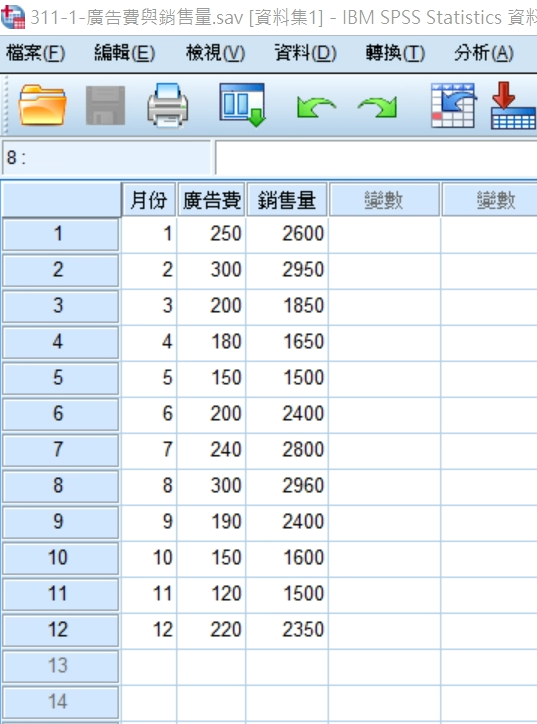 311-1-廣告費與銷售量.sav [資料集1] - IBM SPSS Statistics 資料
檔案(F) 編輯(E) 檢視(V) 資料(D) 轉換(T) 分析(A)
8 :
月份 廣告費 銷售量 變數 變數
1 1 250 2600
2 2 300 2950
3 3 200 1850
4 4 180 1650
5 5 150 1500
6 6 200 2400
7 7 240 2800
8 8 300 2960
9 9 190 2400
10 10 150 1600
11 11 120 1500
12 12 220 2350
13
14